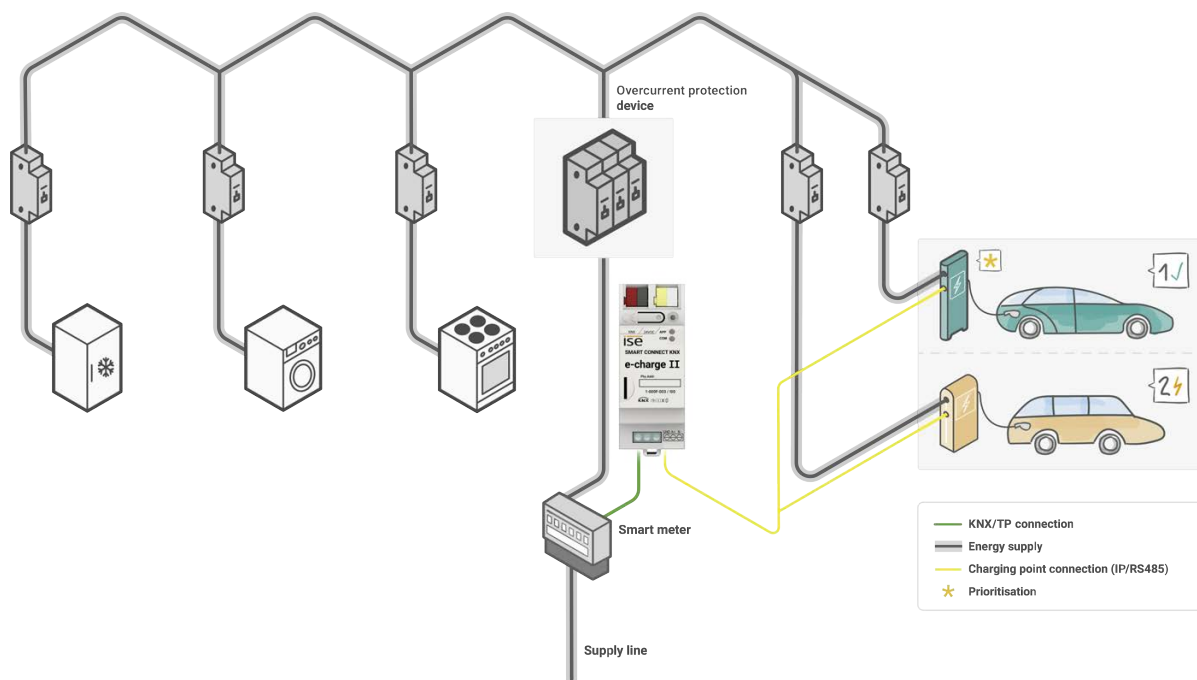 Overcurrent protection
device
1
2
ise
SMART CONNECT KNX
e-charge II
KNX
Smart meter
Supply line
KNX/TP connection
Energy supply
Charging point connection (IP/RS485)
Prioritisation